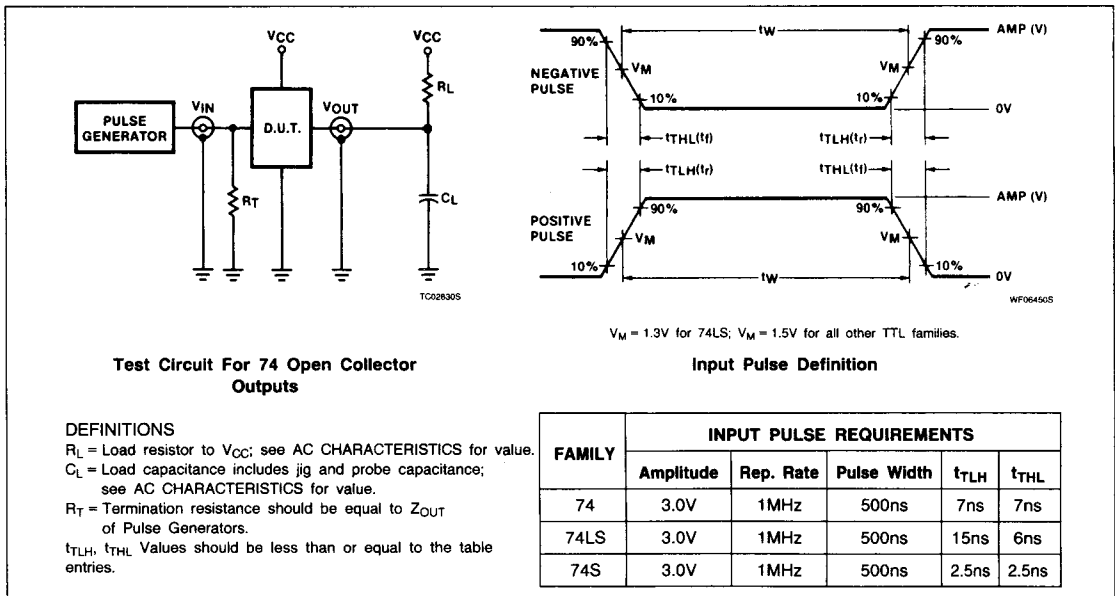 VCC
VCC
RL
PULSE
GENERATOR
VIN
D.U.T.
VOUT
RT
CL
TC02830S
Test Circuit For 74 Open Collector
Outputs
90%
tW
90%
AMP (V)
NEGATIVE
PULSE
VM
VM
10%
10%
0V
tTHL(tf)
tTLH(tr)
tTLH(tr)
tTHL(tf)
AMP (V)
90%
90%
POSITIVE
PULSE
VM
VM
10%
10%
tW
0V
WF06450S
VM = 1.3V for 74LS; VM = 1.5V for all other TTL families.
Input Pulse Definition
DEFINITIONS
RL = Load resistor to VCC; see AC CHARACTERISTICS for value.
CL = Load capacitance includes jig and probe capacitance;
see AC CHARACTERISTICS for value.
RT = Termination resistance should be equal to ZOUT
of Pulse Generators.
tTLH, tTHL Values should be less than or equal to the table
entries.
FAMILY INPUT PULSE REQUIREMENTS
Amplitude Rep. Rate Pulse Width tTLH tTHL
74 3.0V 1MHz 500ns 7ns 7ns
74LS 3.0V 1MHz 500ns 15ns 6ns
74S 3.0V 1MHz 500ns 2.5ns 2.5ns